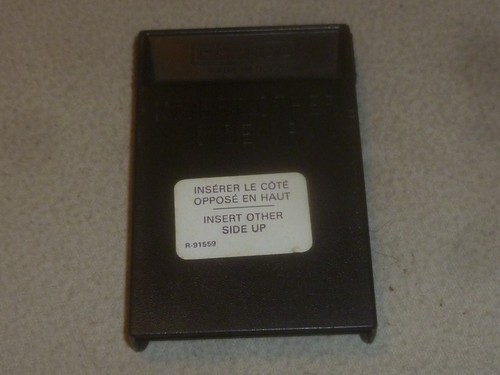 INSÉRER LE CÔTÉ
OPPOSÉ EN HAUT
INSERT OTHER
SIDE UP
R-91559